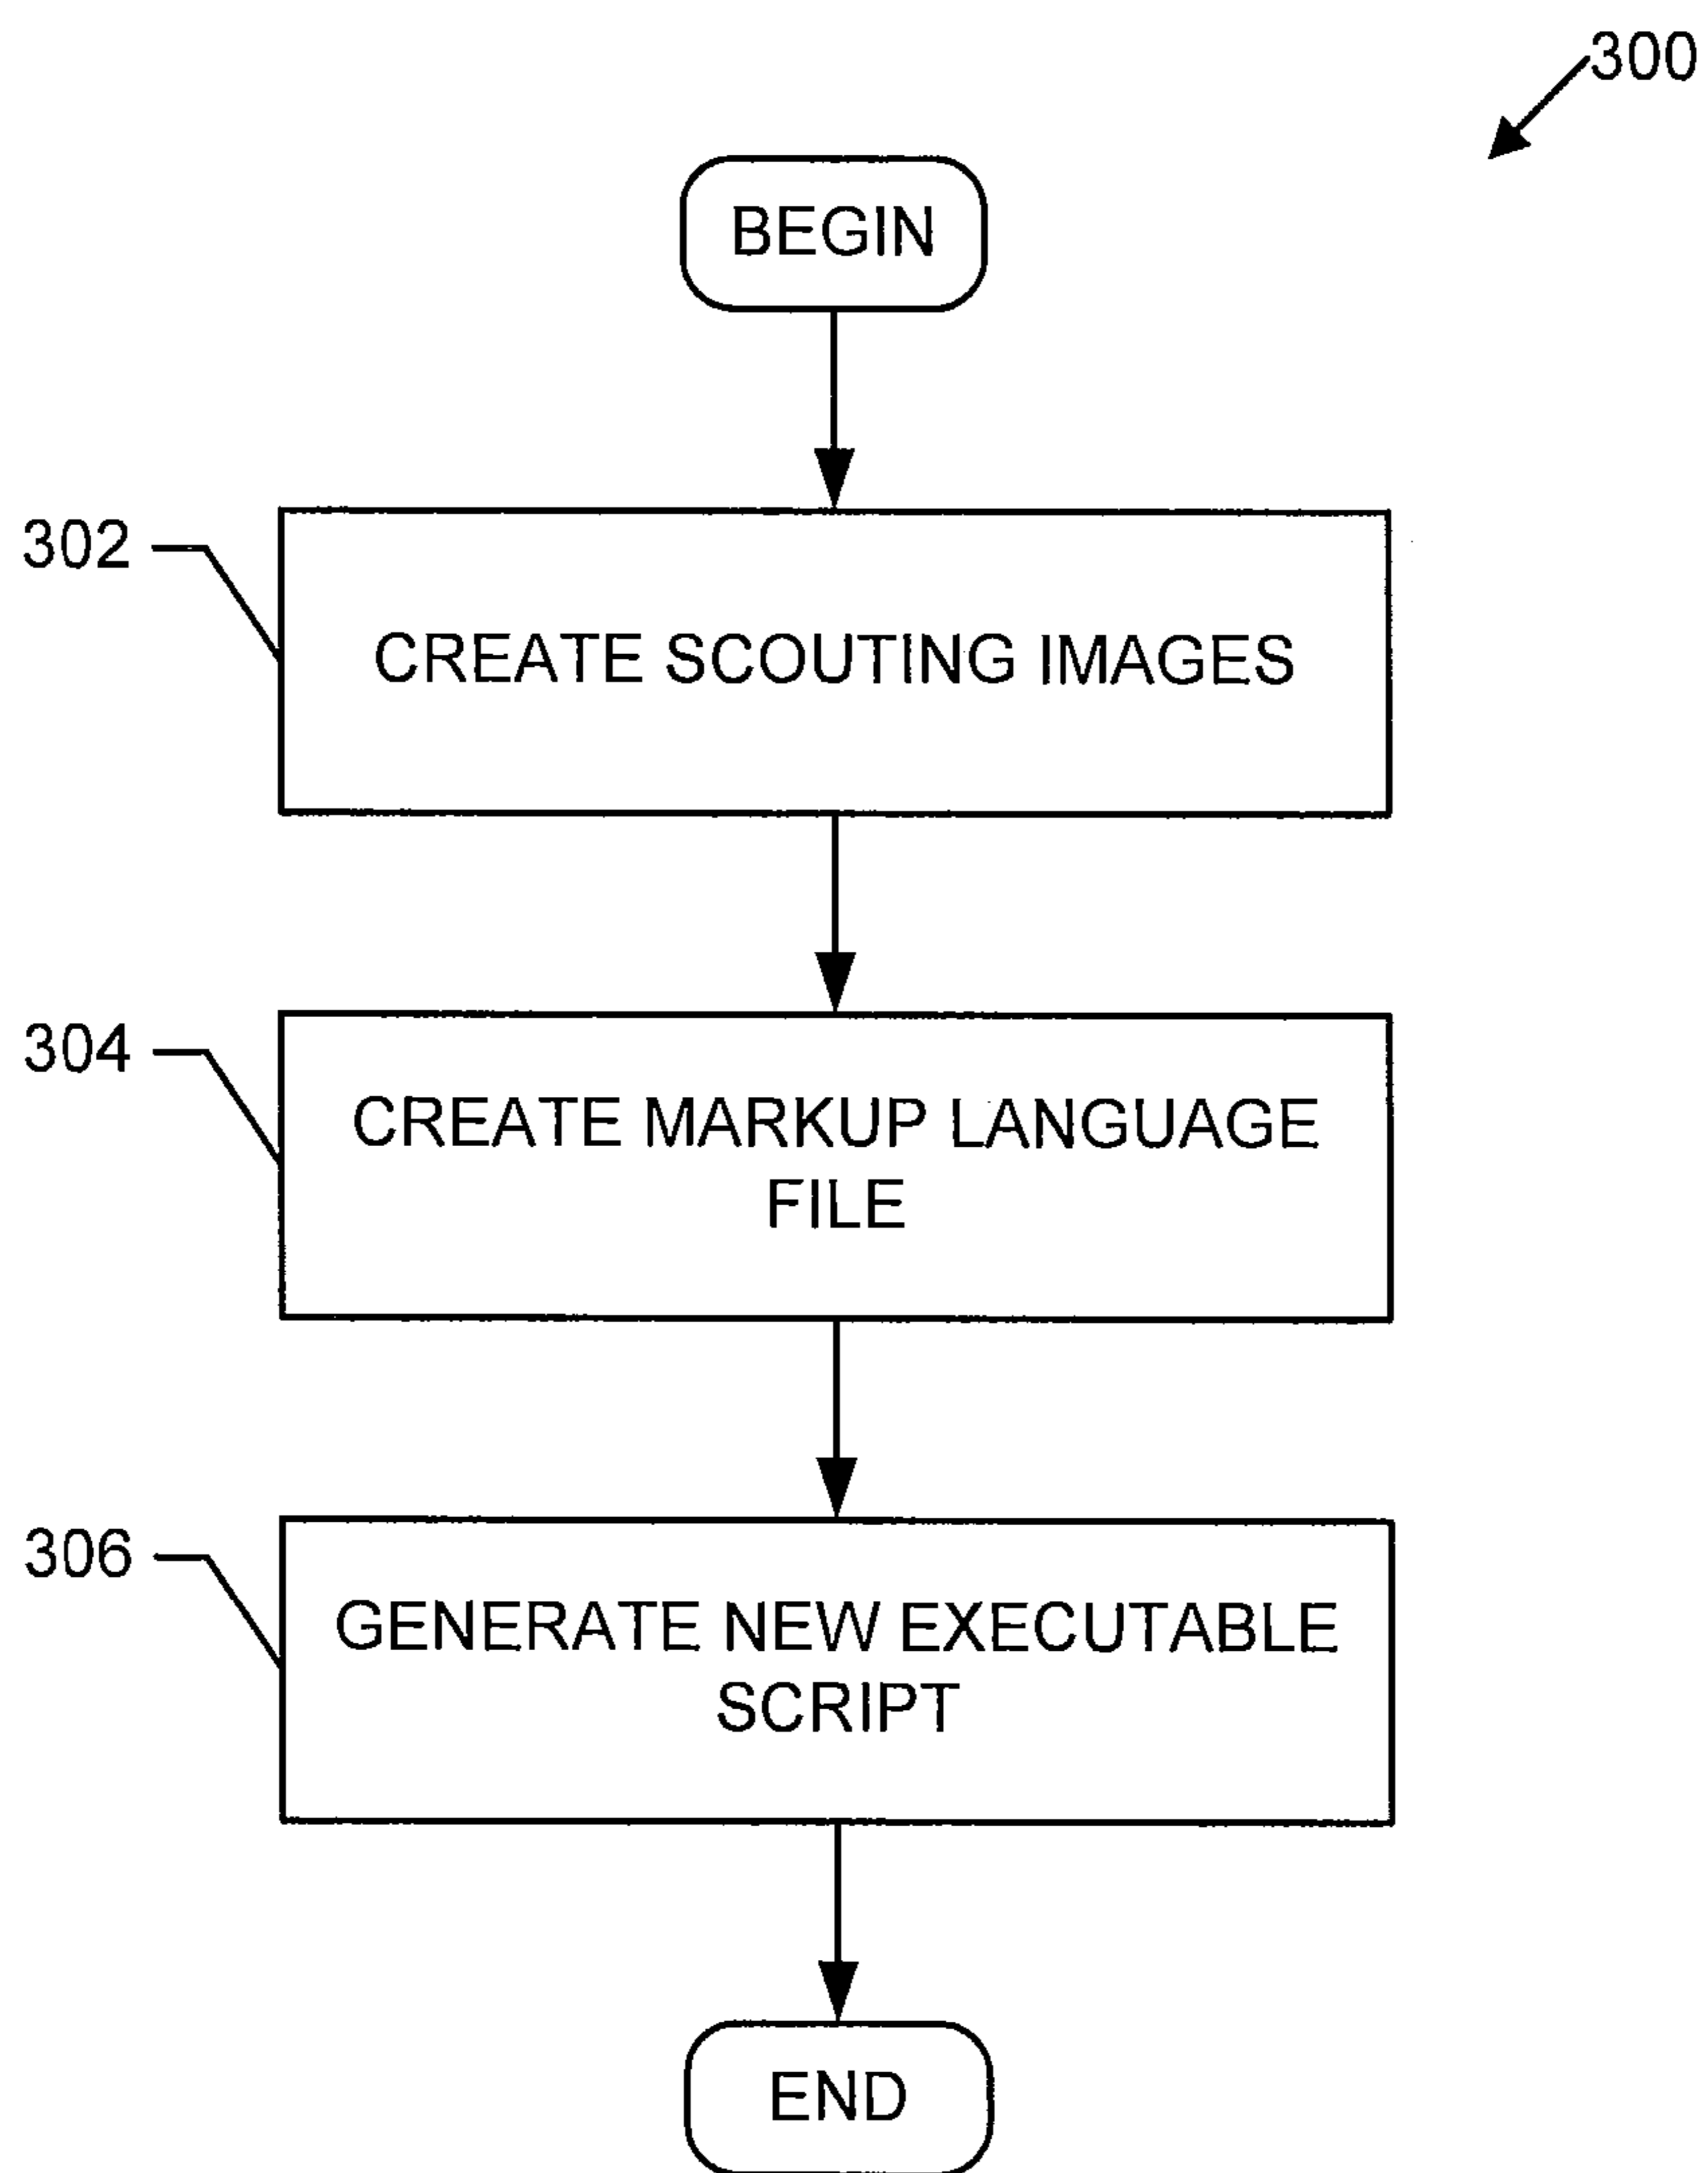 300
BEGIN
302
CREATE SCOUTING IMAGES
304
CREATE MARKUP LANGUAGE
FILE
306
GENERATE NEW EXECUTABLE
SCRIPT
END